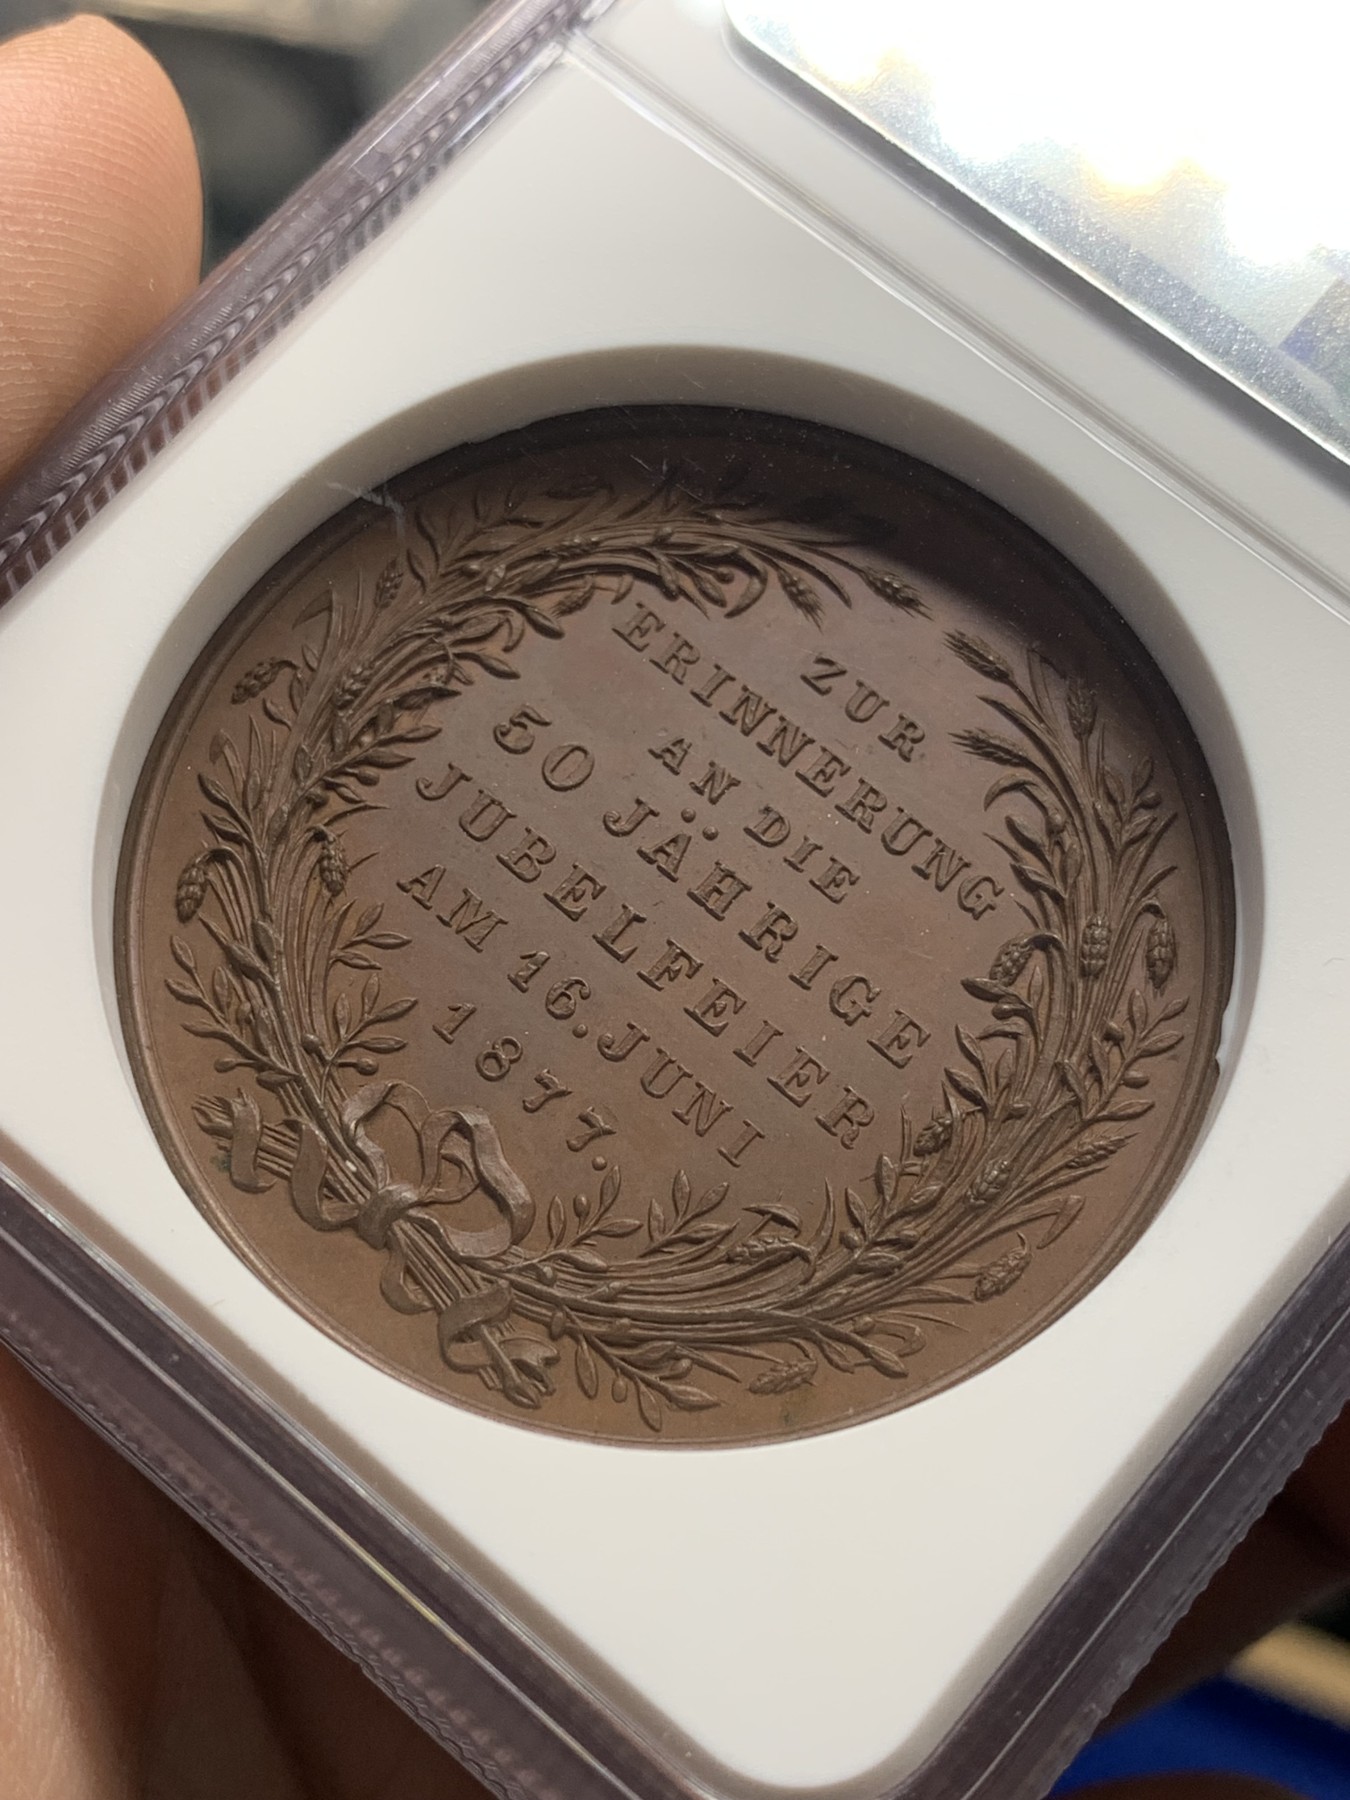 ZUR
ERINNERUNG
AN DIE
50 JÄHRIGE
JUBELFEIER
AM 16. JUNI
1877.